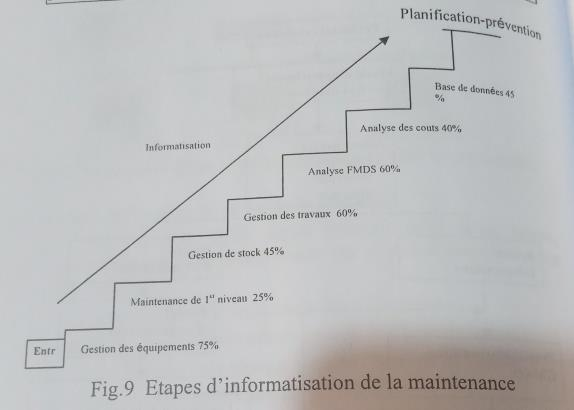 Planification-prévention
Base de données 45
%
Analyse des couts 40%
Informatisation
Analyse FMDS 60%
Gestion des travaux 60%
Gestion de stock 45%
Maintenance de 1er niveau 25%
Entr
Gestion des équipements 75%
Fig.9 Etapes d'informatisation de la maintenance